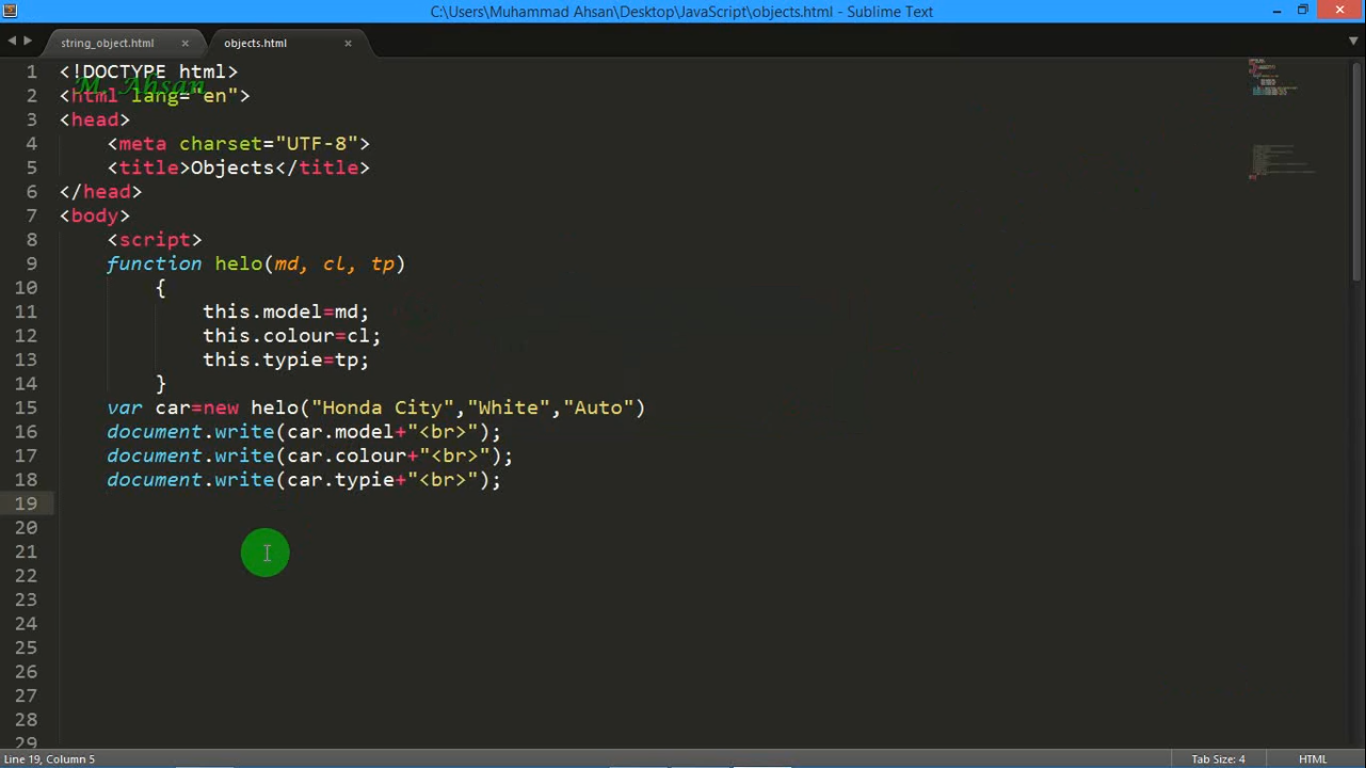 C:\Users\Muhammad Ahsan\Desktop\JavaScript\objects.html - Sublime Text
string_object.html × objects.html ×
M. Ahsan
1 <!DOCTYPE html>
2 <html lang="en">
3 <head>
4 <meta charset="UTF-8">
5 <title>Objects</title>
6 </head>
7 <body>
8 <script>
9 function helo(md, cl, tp)
10 {
11 this.model=md;
12 this.colour=cl;
13 this.typie=tp;
14 }
15 var car=new helo("Honda City","White","Auto")
16 document.write(car.model+"<br>");
17 document.write(car.colour+"<br>");
18 document.write(car.typie+"<br>");
19
20
21
22
23
24
25
26
27
28
29
Line 19, Column 5 Tab Size: 4 HTML